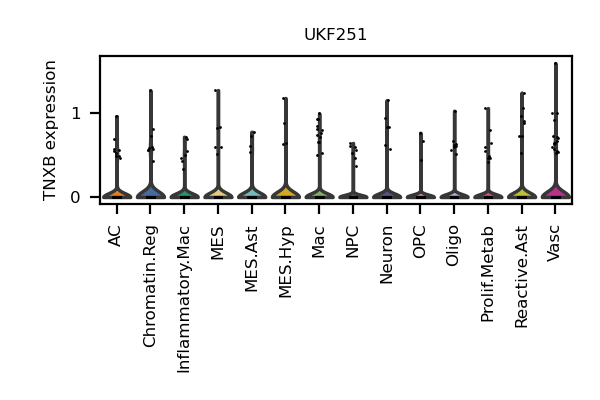 UKF251
TNXB expression
1
0
AC
Chromatin.Reg
Inflammatory.Mac
MES
MES.Ast
MES.Hyp
Mac
NPC
Neuron
OPC
Oligo
Prolif.Metab
Reactive.Ast
Vasc